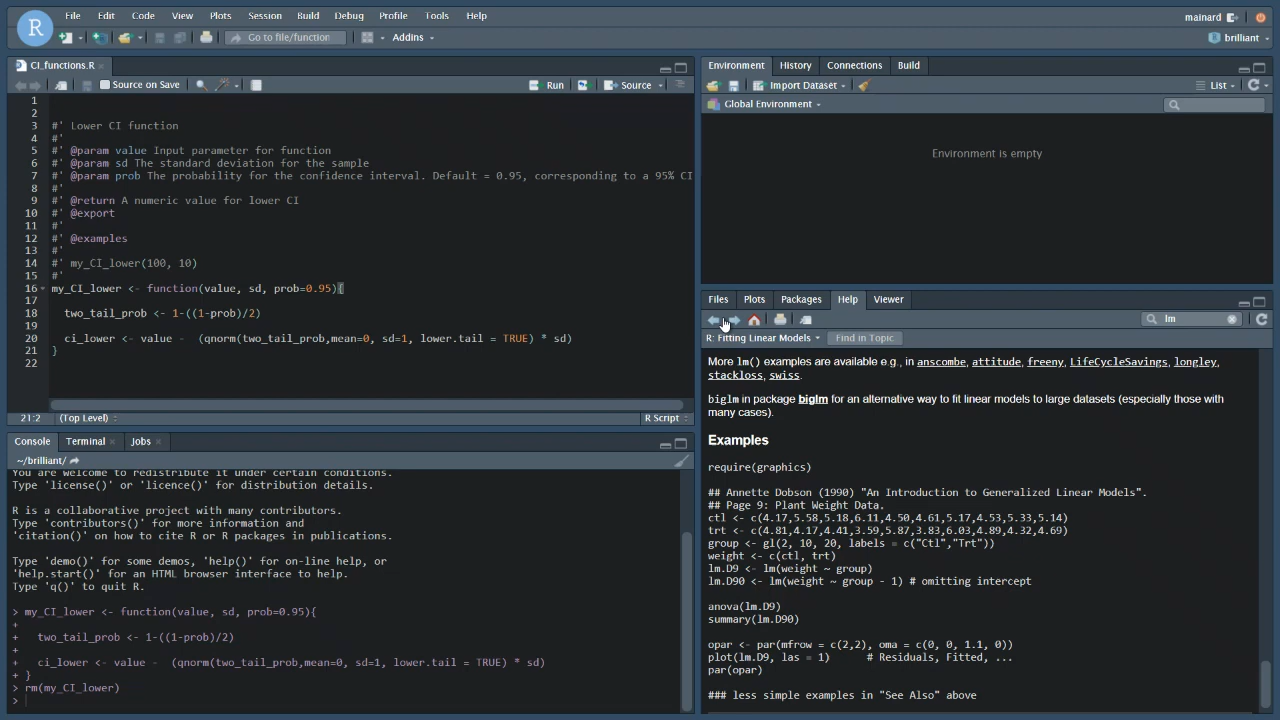 File Edit Code View Plots Session Build Debug Profile Tools Help
mainard
R
Go to file/function
Addins
brilliant
CI_functions.R
Source on Save
Run
Source
1
2
3 #' Lower CI function
4 #'
5 #' @param value Input parameter for function
6 #' @param sd The standard deviation for the sample
7 #' @param prob The probability for the confidence interval. Default = 0.95, corresponding to a 95% CI
8 #'
9 #' @return A numeric value for lower CI
10 #' @export
11 #'
12 #' @examples
13 #'
14 #' my_CI_lower(100, 10)
15 #'
16 my_CI_lower <- function(value, sd, prob=0.95){
17
18 two_tail_prob <- 1-((1-prob)/2)
19
20 ci_lower <- value - (qnorm(two_tail_prob,mean=0, sd=1, lower.tail = TRUE) * sd)
21 }
22
21:2 (Top Level) R Script
Console Terminal Jobs
~/brilliant/
You are welcome to redistribute it under certain conditions.
Type 'license()' or 'licence()' for distribution details.
R is a collaborative project with many contributors.
Type 'contributors()' for more information and
'citation()' on how to cite R or R packages in publications.
Type 'demo()' for some demos, 'help()' for on-line help, or
'help.start()' for an HTML browser interface to help.
Type 'q()' to quit R.
> my_CI_lower <- function(value, sd, prob=0.95){
+
+ two_tail_prob <- 1-((1-prob)/2)
+
+ ci_lower <- value - (qnorm(two_tail_prob,mean=0, sd=1, lower.tail = TRUE) * sd)
+ }
> rm(my_CI_lower)
>
Environment History Connections Build
Import Dataset
List
Global Environment
Environment is empty
Files Plots Packages Help Viewer
lm
R: Fitting Linear Models
Find in Topic
More lm() examples are available e.g., in anscombe, attitude, freeny, LifeCycleSavings, longley,
stackloss, swiss.
biglm in package biglm for an alternative way to fit linear models to large datasets (especially those with
many cases).
Examples
require(graphics)
## Annette Dobson (1990) "An Introduction to Generalized Linear Models".
## Page 9: Plant Weight Data.
ctl <- c(4.17,5.58,5.18,6.11,4.50,4.61,5.17,4.53,5.33,5.14)
trt <- c(4.81,4.17,4.41,3.59,5.87,3.83,6.03,4.89,4.32,4.69)
group <- gl(2, 10, 20, labels = c("Ctl","Trt"))
weight <- c(ctl, trt)
lm.D9 <- lm(weight ~ group)
lm.D90 <- lm(weight ~ group - 1) # omitting intercept
anova(lm.D9)
summary(lm.D90)
opar <- par(mfrow = c(2,2), oma = c(0, 0, 1.1, 0))
plot(lm.D9, las = 1) # Residuals, Fitted, ...
par(opar)
### less simple examples in "See Also" above